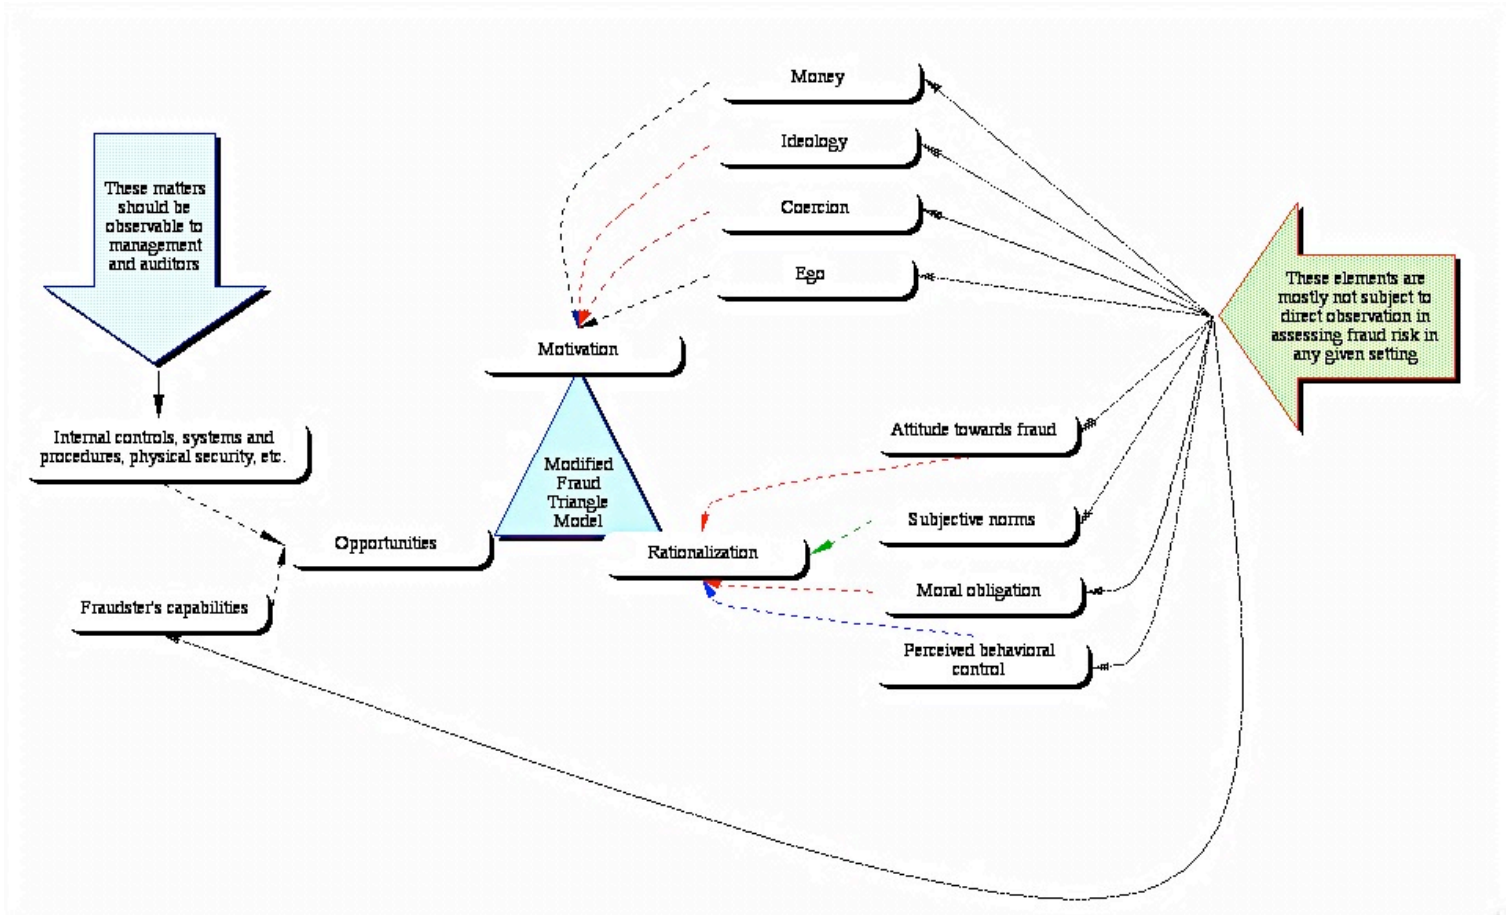 Money
Ideology
Coercion
Ego
These matters
should be
observable to
management
and auditors
These elements are
mostly not subject to
direct observation in
assessing fraud risk in
any given setting
Motivation
Internal controls, systems and
procedures, physical security, etc.
Attitude towards fraud
Modified
Fraud
Triangle
Model
Subjective norms
Opportunities
Rationalization
Moral obligation
Fraudster's capabilities
Perceived behavioral
control